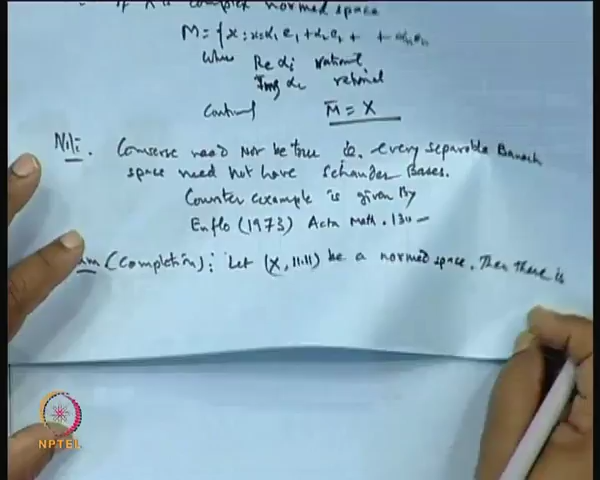 If X is a complex normed space
M = {x : x = α₁ e₁ + α₂ e₂ + + αₙ eₙ
Where Re αi rational,
Img αi rational
Countable M̄ = X
Note. Converse need not be true ie. every separable Banach
space need not have Schauder Bases.
Counter example is given by
Enflo (1973) Acta Math. 130 –
(Completion): Let (X, ||.||) be a normed space. Then there is
NPTEL